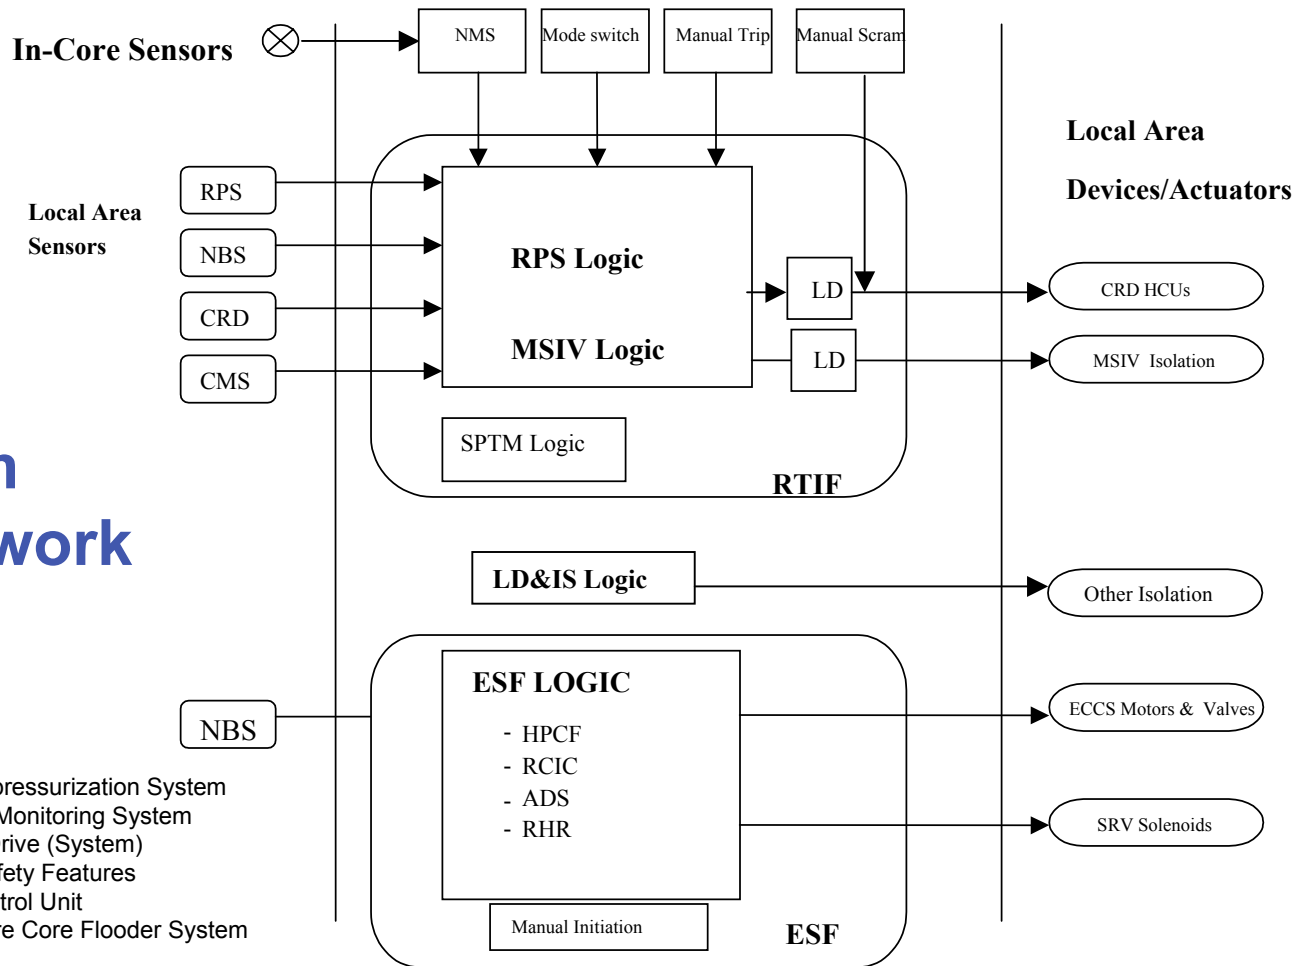 In-Core Sensors
NMS
Mode switch
Manual Trip
Manual Scram
Local Area
Devices/Actuators
Local Area
Sensors
RPS
NBS
CRD
CMS
RPS Logic
MSIV Logic
LD
LD
CRD HCUs
MSIV Isolation
SPTM Logic
RTIF
work
LD&IS Logic
Other Isolation
NBS
ESF LOGIC
- HPCF
- RCIC
- ADS
- RHR
ECCS Motors & Valves
SRV Solenoids
Manual Initiation
ESF
pressurization System
Monitoring System
Drive (System)
fety Features
trol Unit
re Core Flooder System